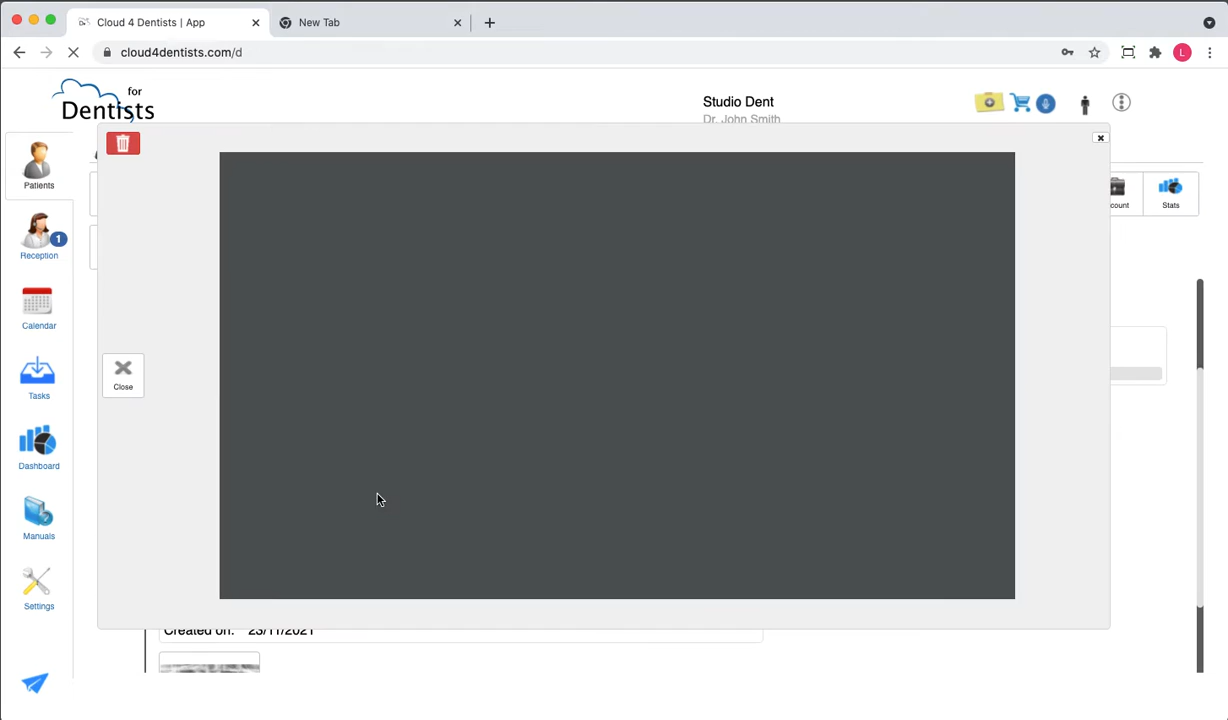 Cloud 4 Dentists | App
New Tab
cloud4dentists.com/d
L
for
Dentists
Studio Dent
Dr. John Smith
Patients
Reception
1
Calendar
Tasks
Dashboard
Manuals
Settings
Close
ount
Stats
Created on: 23/11/2021